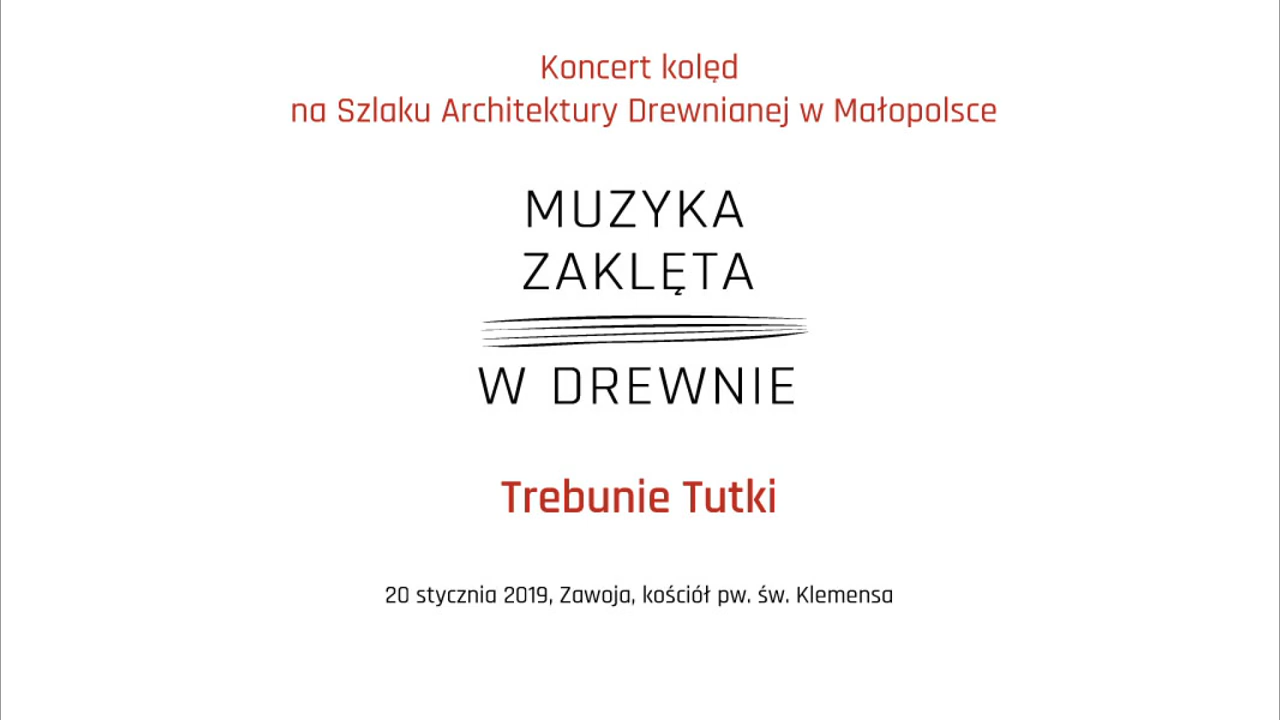 Koncert kolęd
na Szlaku Architektury Drewnianej w Małopolsce
MUZYKA
ZAKLĘTA
W DREWNIE
Trebunie Tutki
20 stycznia 2019, Zawoja, kościół pw. św. Klemensa